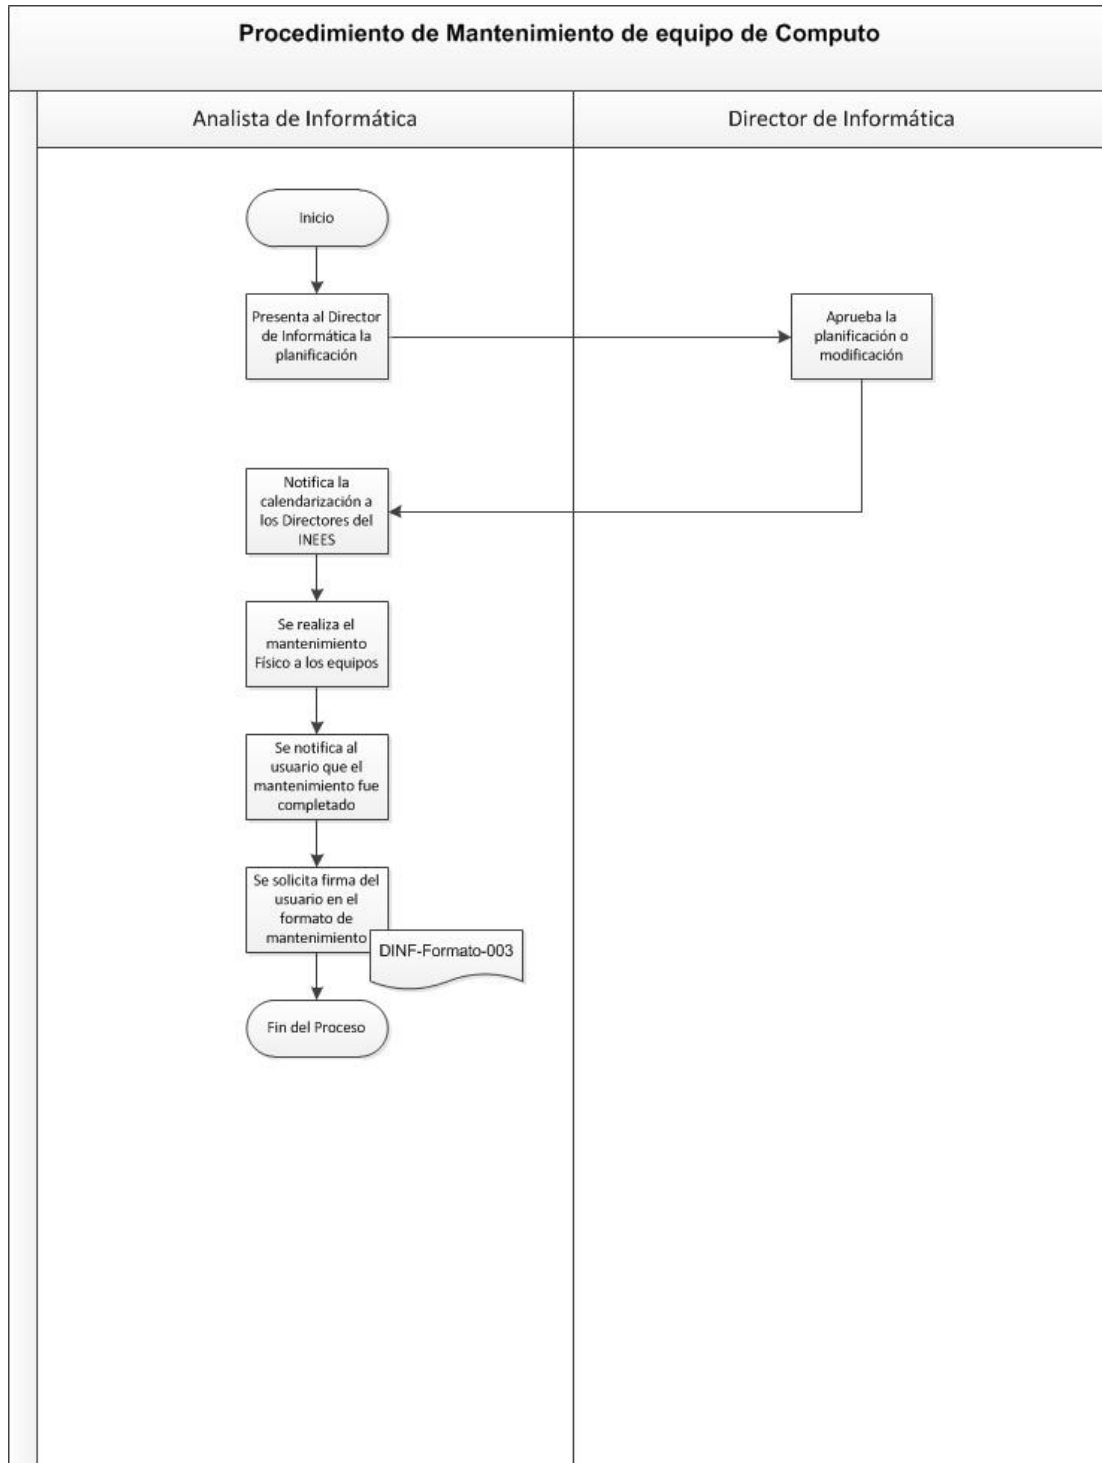 Procedimiento de Mantenimiento de equipo de Computo
Analista de Informática
Director de Informática
Inicio
Presenta al Director
de Informática la
planificación
Aprueba la
planificación o
modificación
Notifica la
calendarización a
los Directores del
INEES
Se realiza el
mantenimiento
Físico a los equipos
Se notifica al
usuario que el
mantenimiento fue
completado
Se solicita firma del
usuario en el
formato de
mantenimiento
DINF-Formato-003
Fin del Proceso